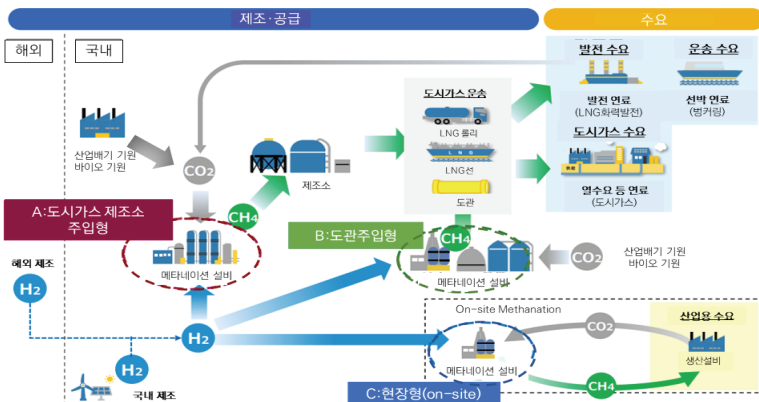 제조·공급
수요
해외
국내
발전 수요
운송 수요
도시가스 운송
발전 연료
(LNG화력발전)
선박 연료
(벙커링)
LNG 롤리
도시가스 수요
산업배기 기원
바이오 기원
CO2
제조소
LNG
LNG선
도관
열수요 등 연료
(도시가스)
A:도시가스 제조소
주입형
CH4
B:도관주입형
CH4
메타네이션 설비
메타네이션 설비
CO2
산업배기 기원
바이오 기원
해외 제조
H2
On-site Methanation
산업용 수요
CO2
H2
생산설비
메타네이션 설비
H2
CH4
국내 제조
C:현장형(on-site)